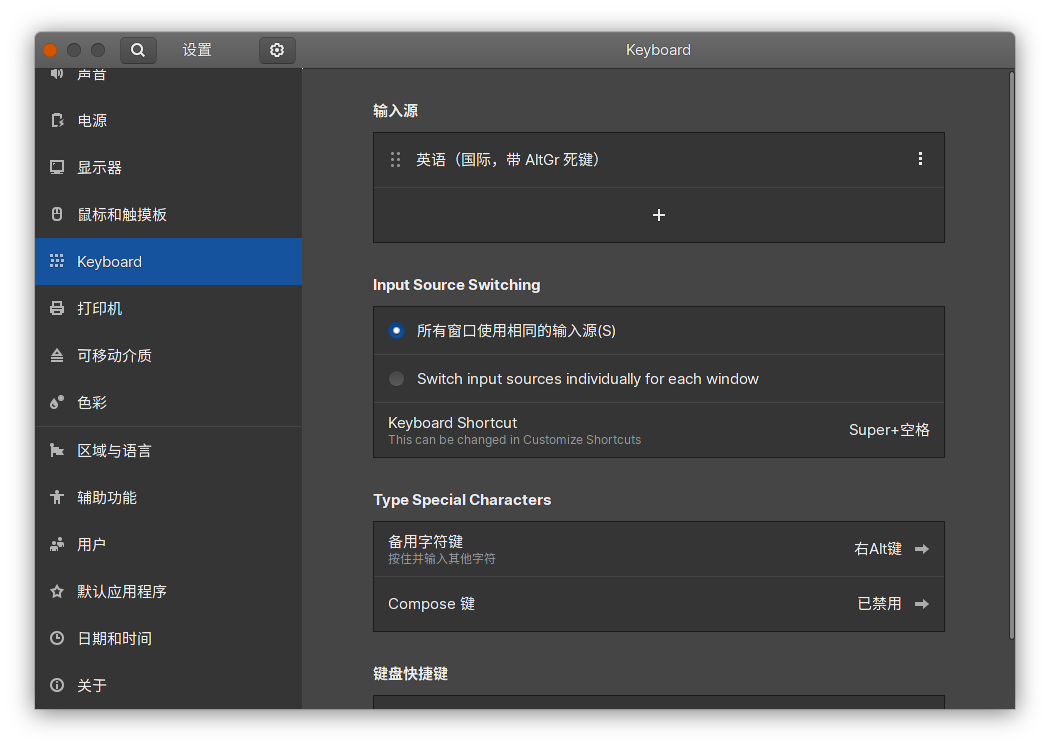 设置
Keyboard
声音
电源
显示器
鼠标和触摸板
Keyboard
打印机
可移动介质
色彩
区域与语言
辅助功能
用户
默认应用程序
日期和时间
关于
输入源
英语（国际，带 AltGr 死键）
Input Source Switching
所有窗口使用相同的输入源(S)
Switch input sources individually for each window
Keyboard Shortcut
This can be changed in Customize Shortcuts
Super+空格
Type Special Characters
备用字符键
按住并输入其他字符
右Alt键
Compose 键
已禁用
键盘快捷键